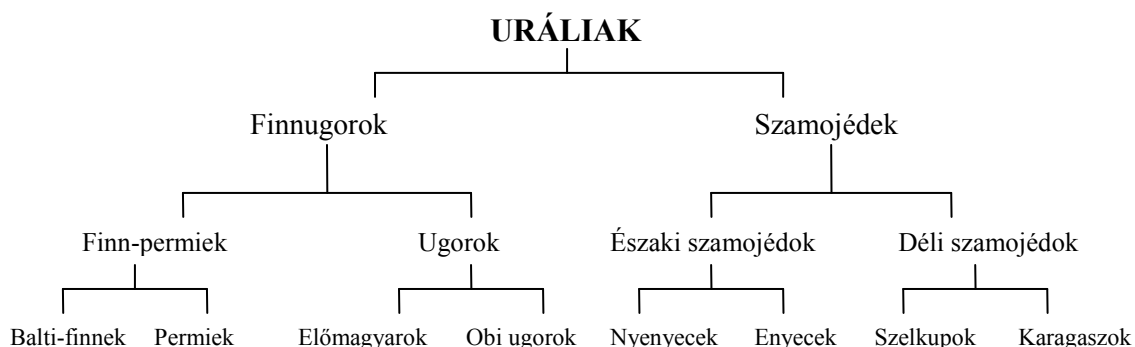 URÁLIAK
Finnugorok Szamojédek
Finn-permiek Ugorok Északi szamojédok Déli szamojédok
Balti-finnek Permiek Előmagyarok Obi ugorok Nyenyecek Enyecek Szelkupok Karagaszok